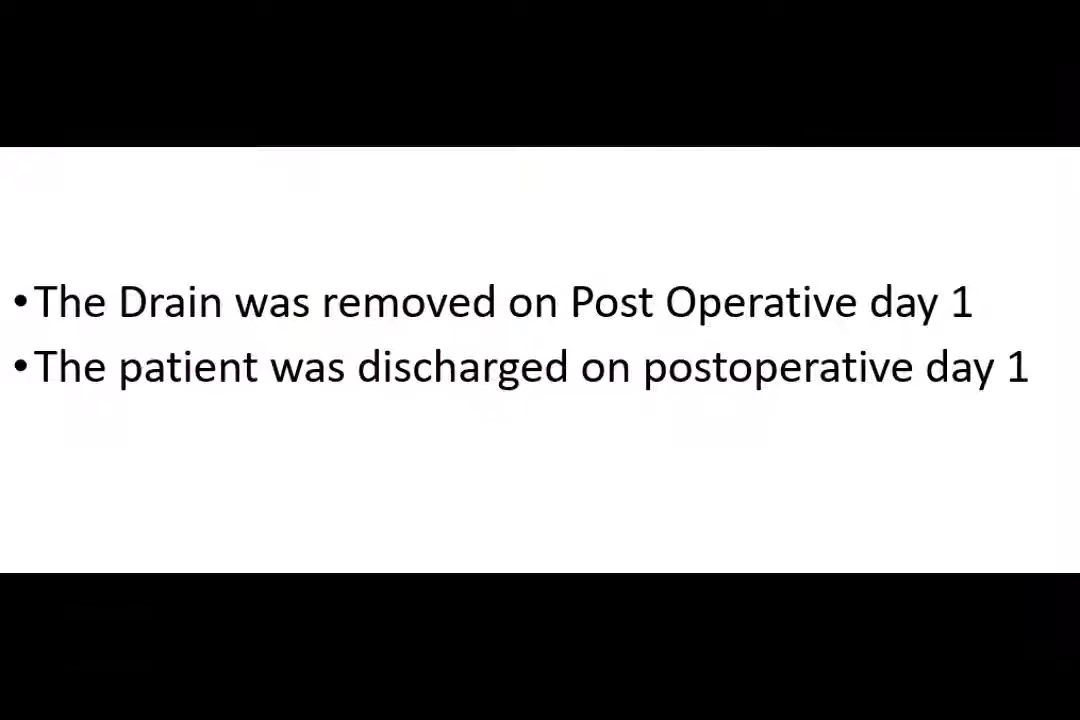 •The Drain was removed on Post Operative day 1
•The patient was discharged on postoperative day 1